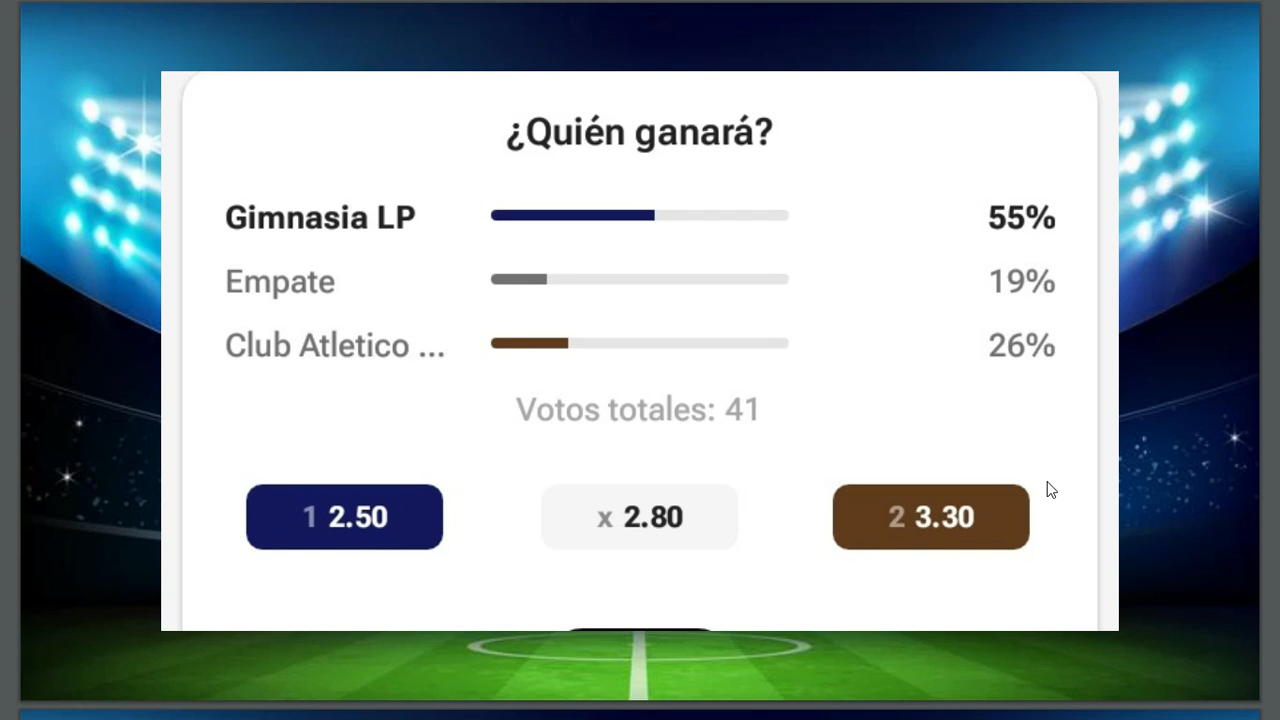 ¿Quién ganará?
Gimnasia LP 55%
Empate 19%
Club Atletico ... 26%
Votos totales: 41
1 2.50 x 2.80 2 3.30